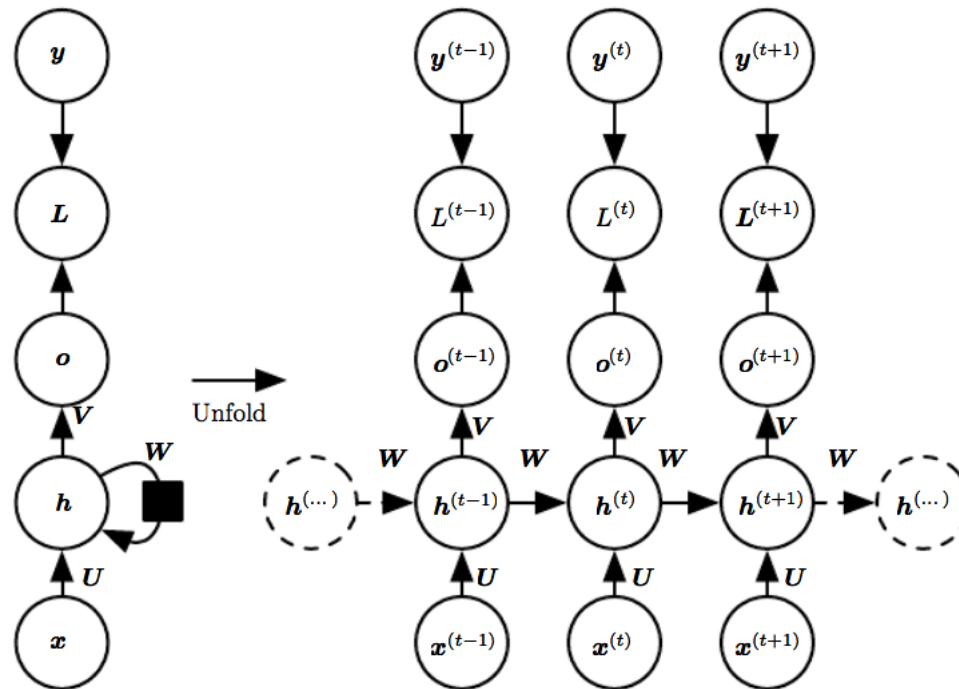 y y^{(t−1)} y^{(t)} y^{(t+1)}
L L^{(t−1)} L^{(t)} L^{(t+1)}
o o^{(t−1)} o^{(t)} o^{(t+1)}
Unfold
V V V V
W W W W W
h h^{(...)} h^{(t−1)} h^{(t)} h^{(t+1)} h^{(...)}
U U U U
x x^{(t−1)} x^{(t)} x^{(t+1)}